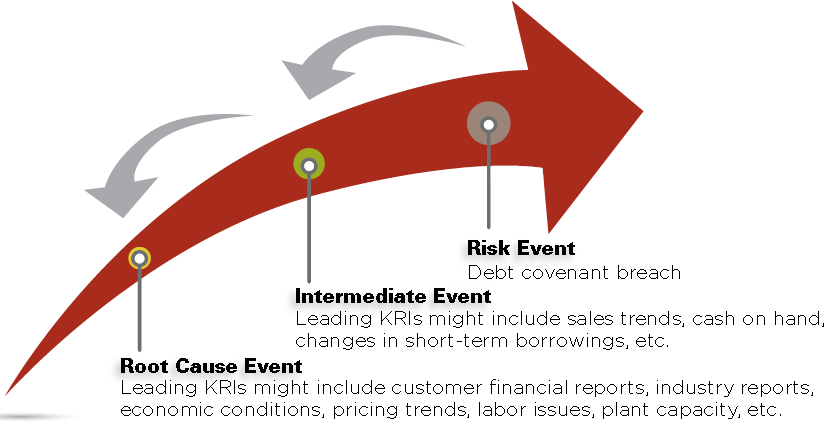 Risk Event
Debt covenant breach
Intermediate Event
Leading KRIs might include sales trends, cash on hand,
changes in short-term borrowings, etc.
Root Cause Event
Leading KRIs might include customer financial reports, industry reports,
economic conditions, pricing trends, labor issues, plant capacity, etc.